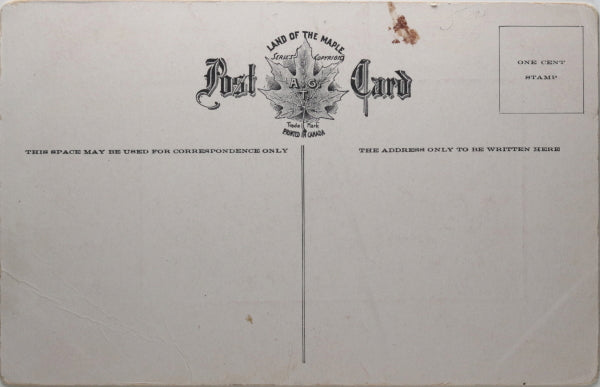 LAND OF THE MAPLE
SERIES COPYRIGHT
Post Card
A.O.
T.
Trade Mark
PRINTED IN CANADA
ONE CENT
STAMP
THIS SPACE MAY BE USED FOR CORRESPONDENCE ONLY
THE ADDRESS ONLY TO BE WRITTEN HERE